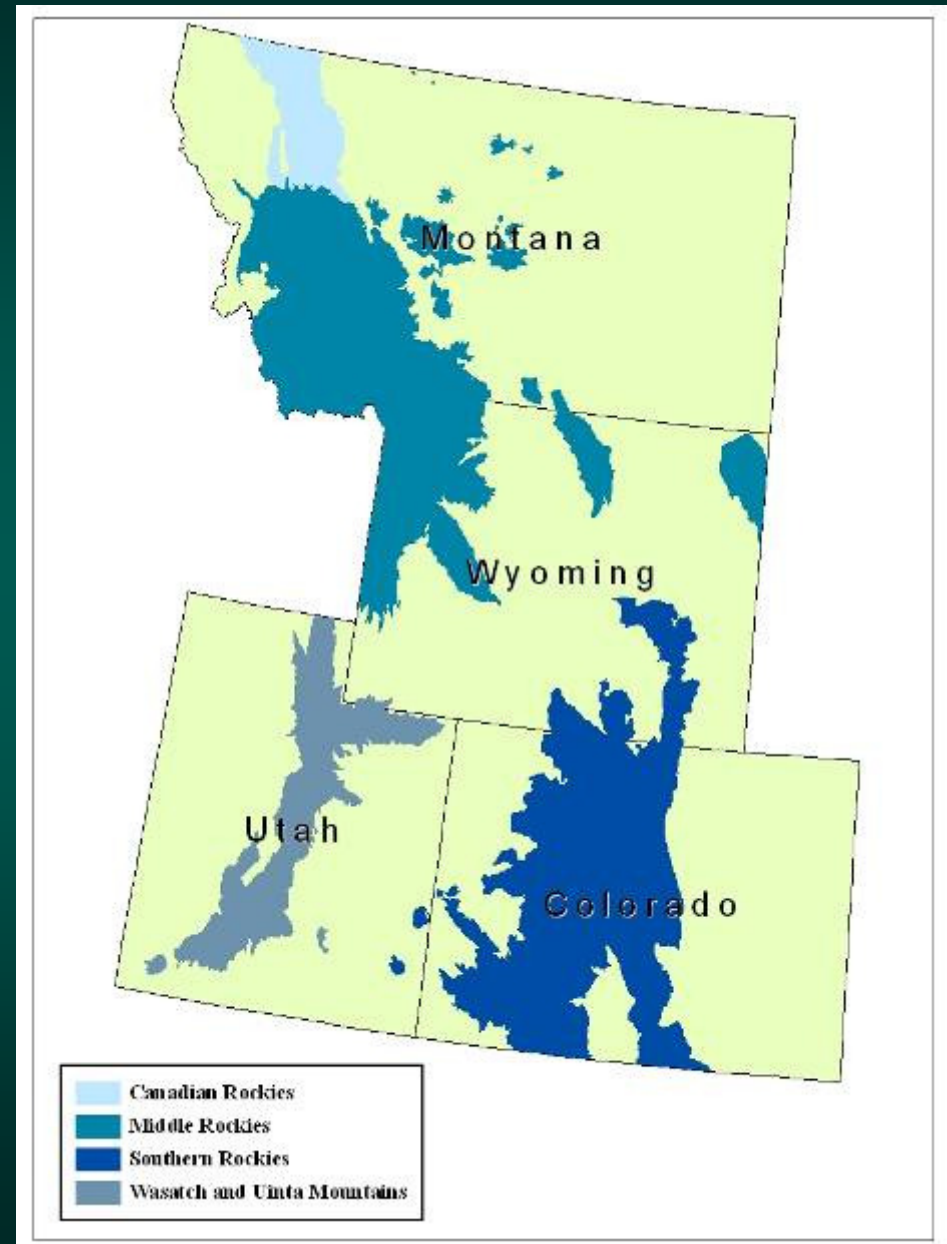 Montana
Wyoming
Utah
Colorado
Canadian Rockies
Middle Rockies
Southern Rockies
Wasatch and Uinta Mountains